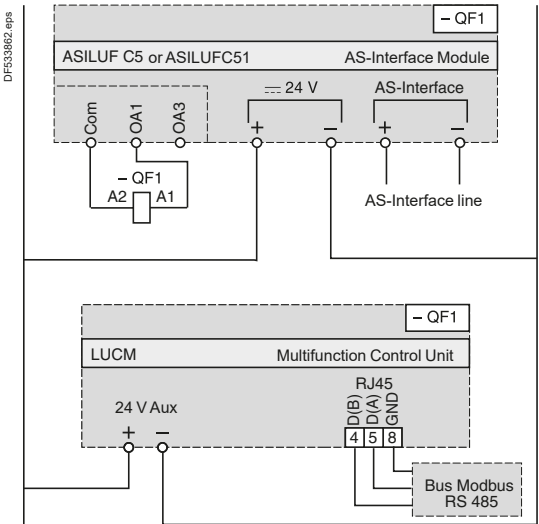 DF533862.eps
– QF1
ASILUF C5 or ASILUFC51 AS-Interface Module
24 V AS-Interface
Com OA1 OA3 + – + –
– QF1
A2 A1
AS-Interface line
– QF1
LUCM Multifunction Control Unit
RJ45
24 V Aux D(B) D(A) GND
+ – 4 5 8
Bus Modbus
RS 485